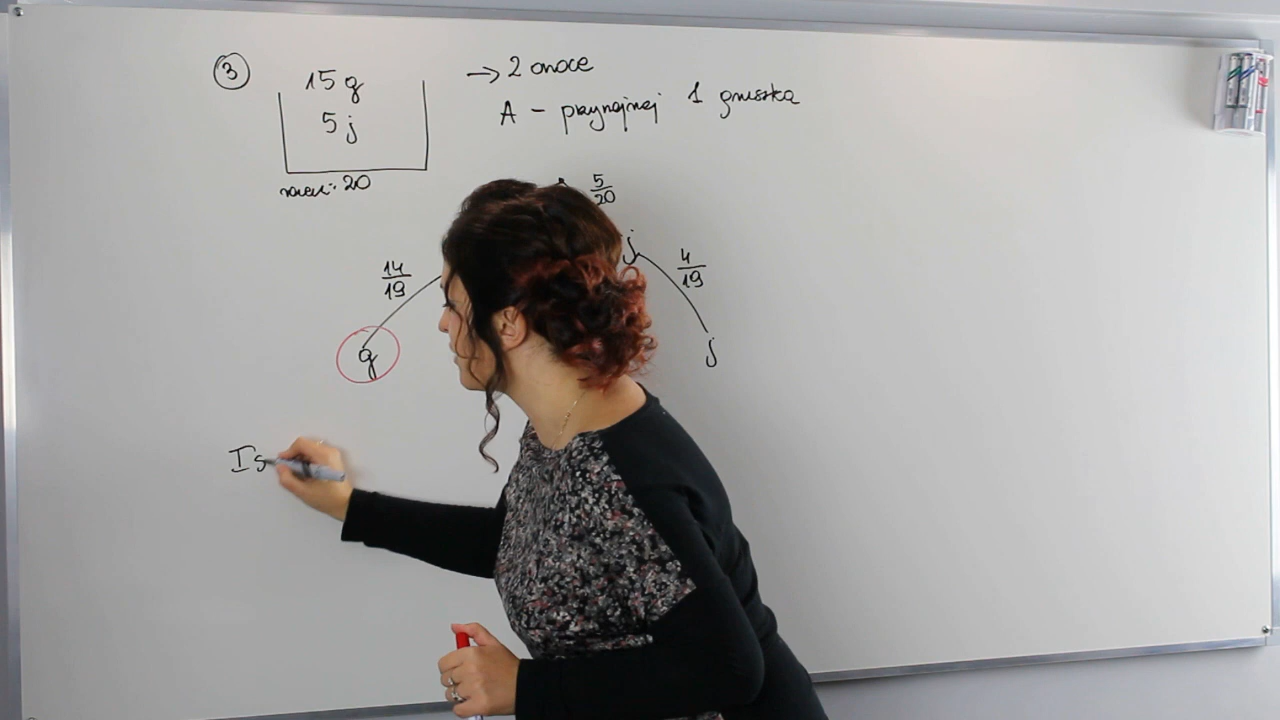 3
15 g
5 j
razem: 20
→ 2 owoce
A - przynajmniej 1 gruszka
5/20
j
14/19
4/19
g
j
Is